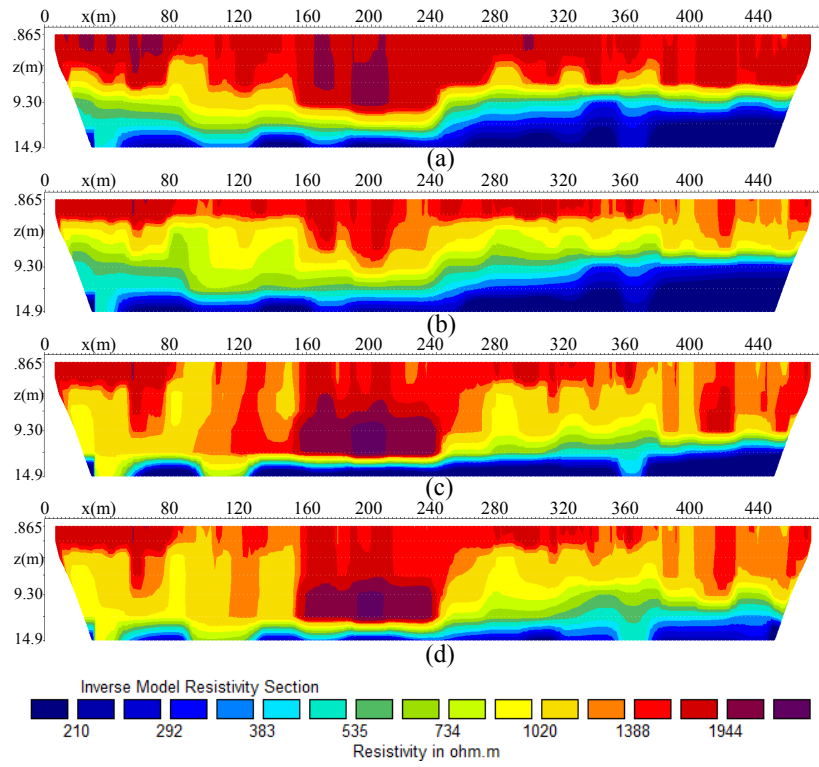 0 x(m) 80 120 160 200 240 280 320 360 400 440
.865
z(m)
9.30
14.9
(a)
0 x(m) 80 120 160 200 240 280 320 360 400 440
.865
z(m)
9.30
14.9
(b)
0 x(m) 80 120 160 200 240 280 320 360 400 440
.865
z(m)
9.30
14.9
(c)
0 x(m) 80 120 160 200 240 280 320 360 400 440
.865
z(m)
9.30
14.9
(d)
Inverse Model Resistivity Section
210 292 383 535 734 1020 1388 1944
Resistivity in ohm.m